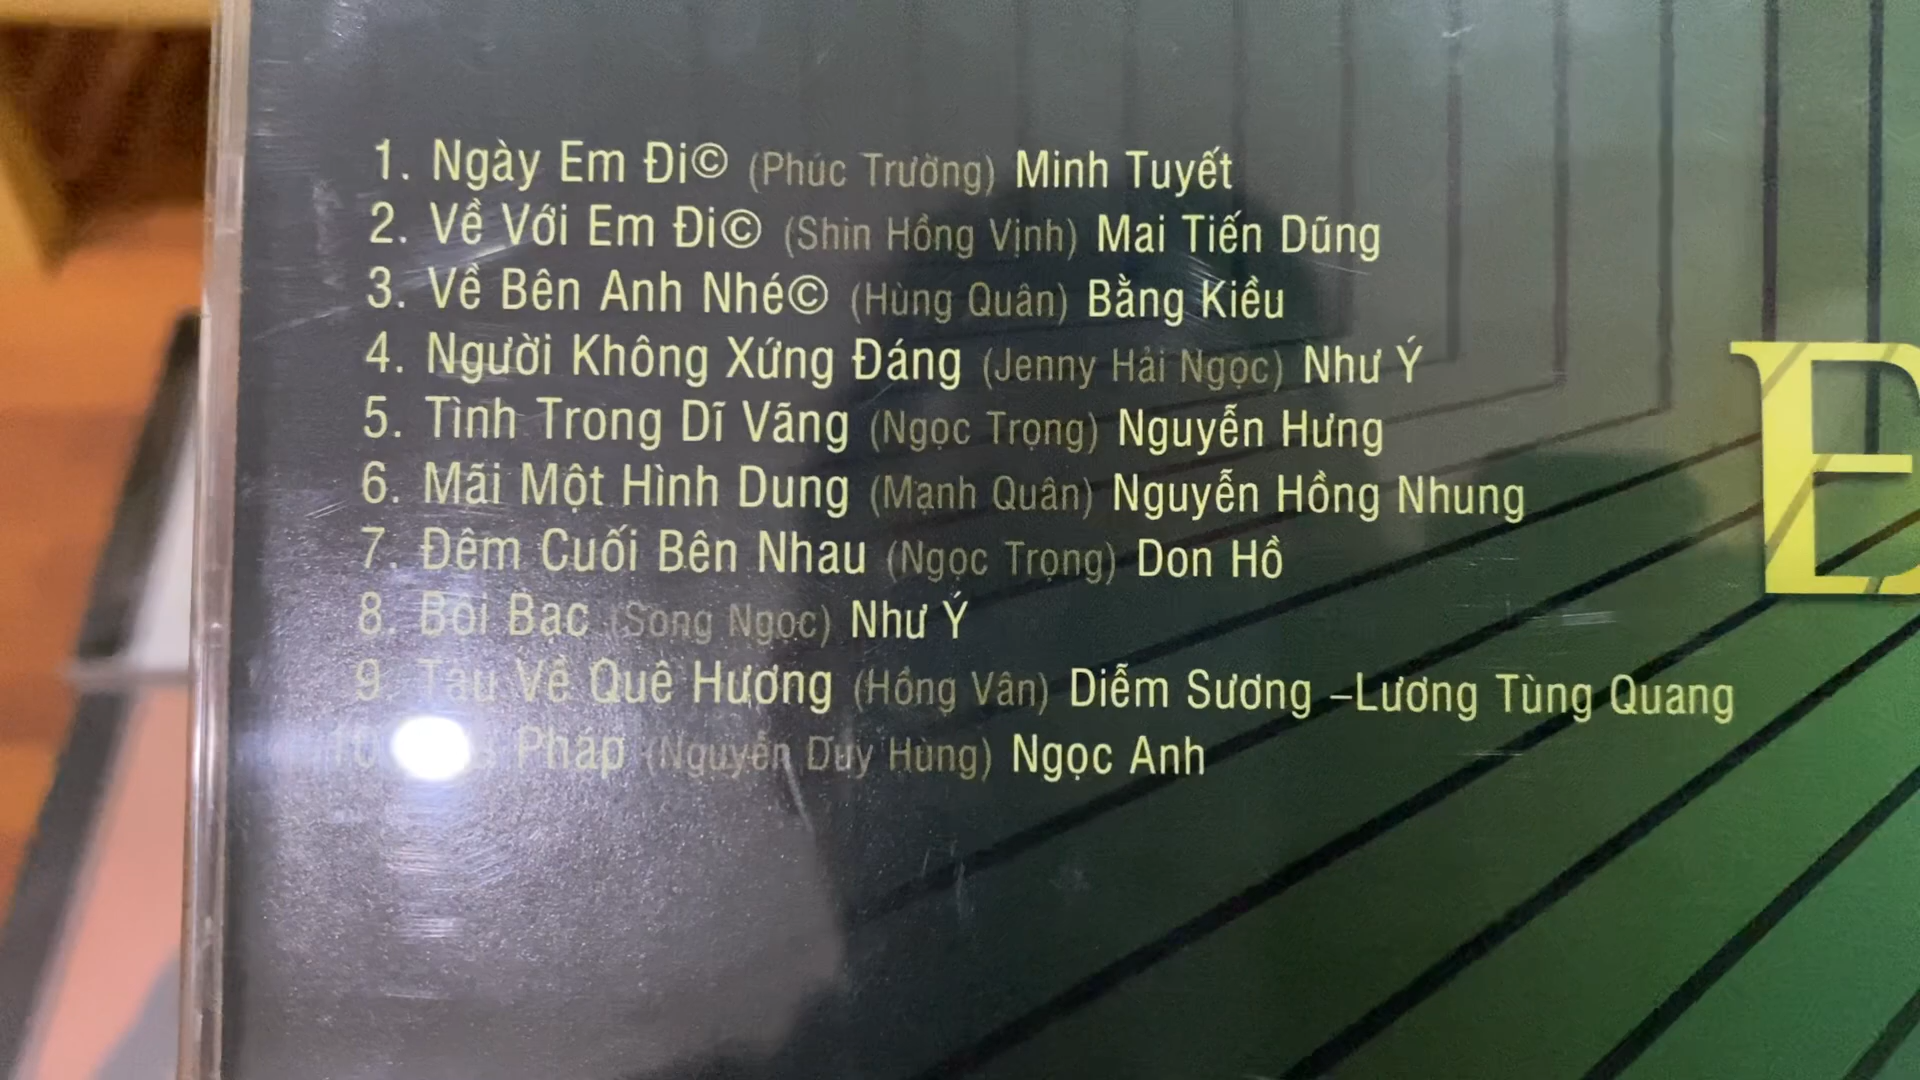 1. Ngày Em Đi© (Phúc Trường) Minh Tuyết
2. Về Với Em Đi© (Shin Hồng Vịnh) Mai Tiến Dũng
3. Về Bên Anh Nhé© (Hùng Quân) Bằng Kiều
4. Người Không Xứng Đáng (Jenny Hải Ngọc) Như Ý
5. Tình Trong Dĩ Vãng (Ngọc Trọng) Nguyễn Hưng
6. Mãi Một Hình Dung (Mạnh Quân) Nguyễn Hồng Nhung
7. Đêm Cuối Bên Nhau (Ngọc Trọng) Don Hồ
8. Bội Bạc (Song Ngọc) Như Ý
9. Tàu Về Quê Hương (Hồng Vân) Diễm Sương –Lương Tùng Quang
10 Pháp (Nguyễn Duy Hùng) Ngọc Anh
E